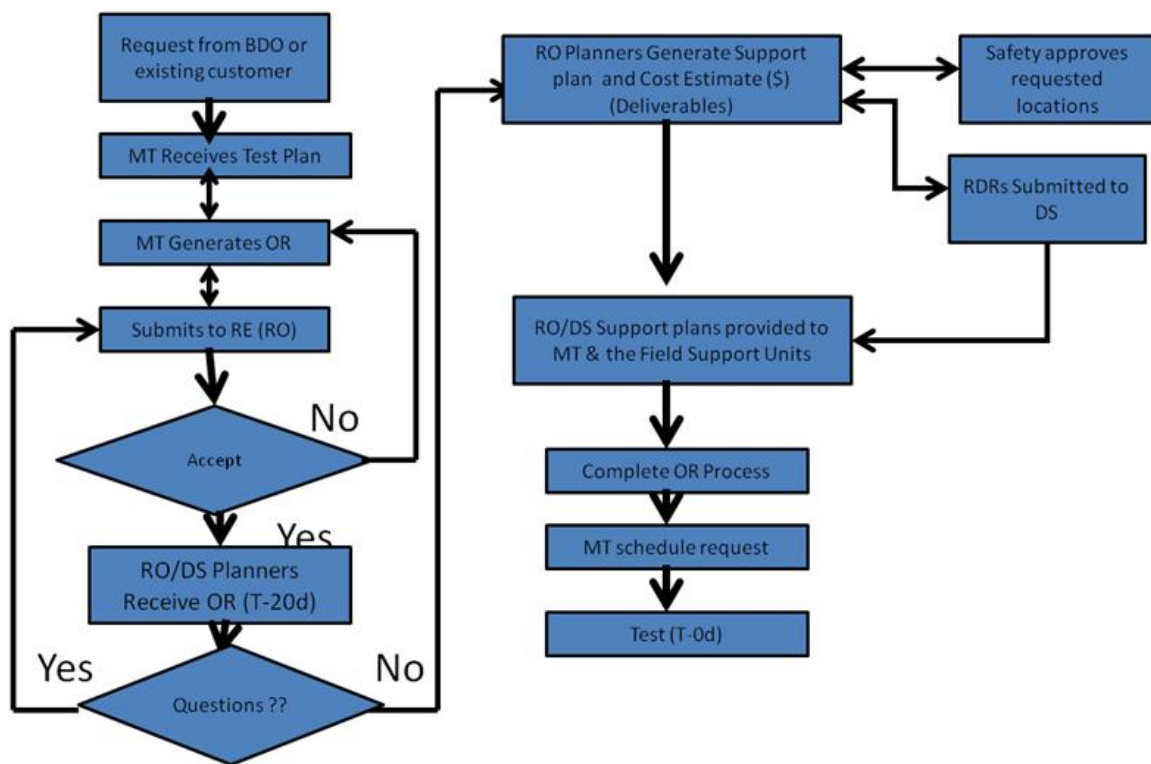 Request from BDO or
existing customer
MT Receives Test Plan
MT Generates OR
Submits to RE (RO)
No
Accept
Yes
RO/DS Planners
Receive OR (T-20d)
Yes
No
Questions ??
RO Planners Generate Support
plan and Cost Estimate ($)
(Deliverables)
Safety approves
requested
locations
RDRs Submitted to
DS
RO/DS Support plans provided to
MT & the Field Support Units
Complete OR Process
MT schedule request
Test (T-0d)